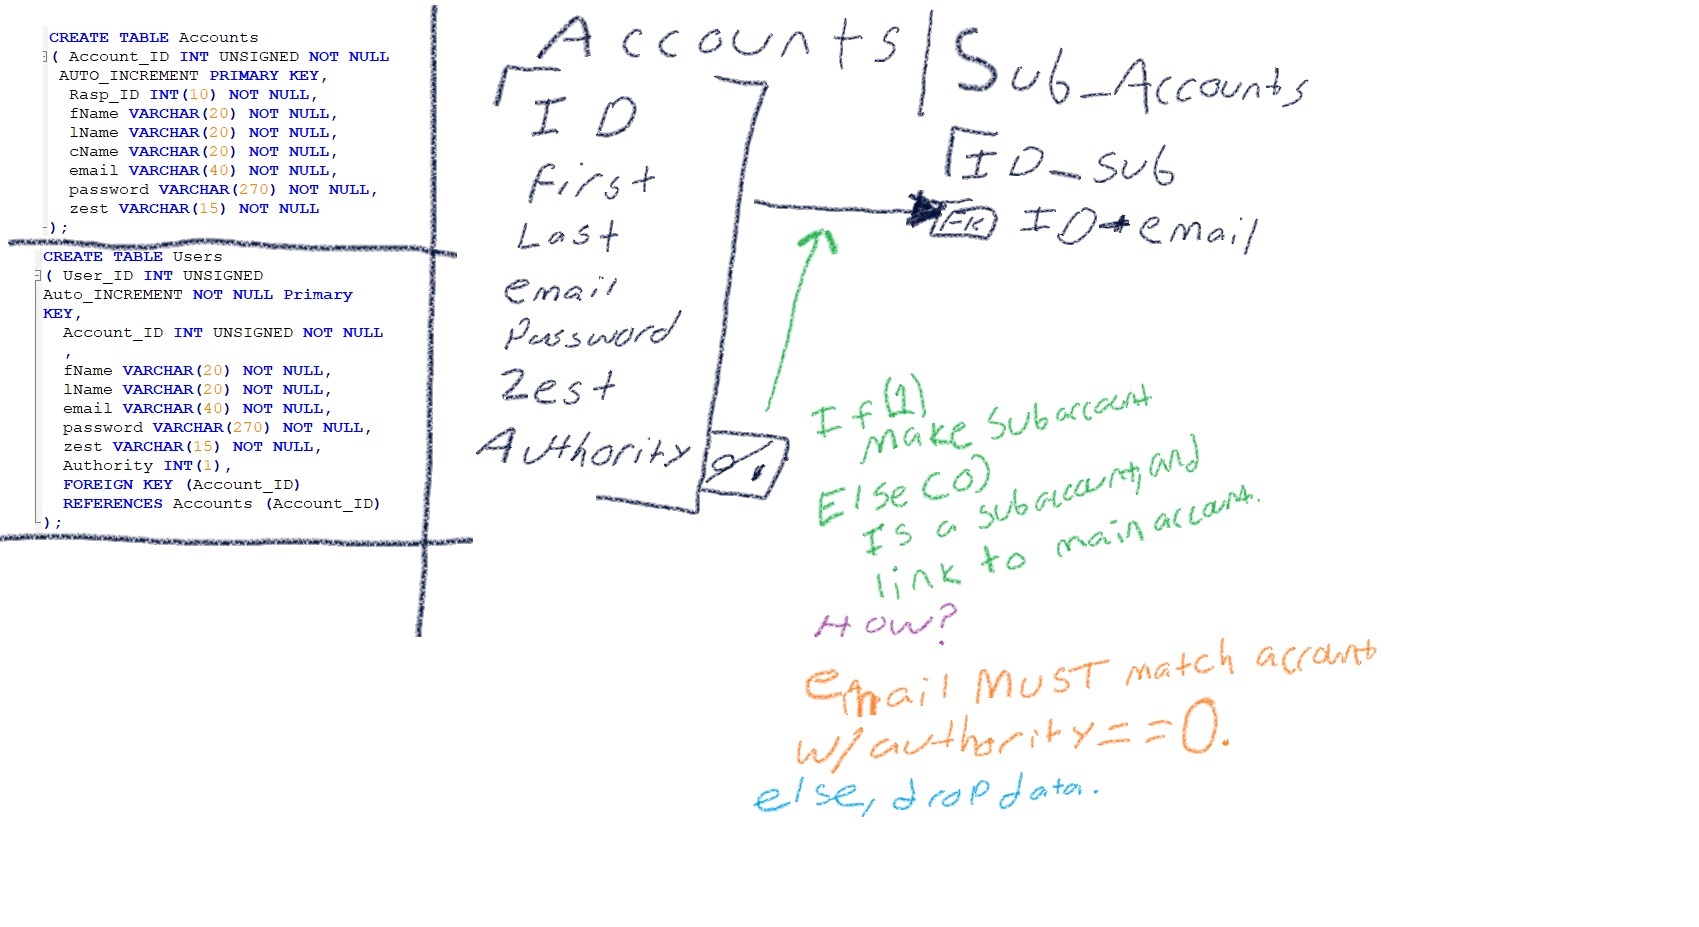 CREATE TABLE Accounts
( Account_ID INT UNSIGNED NOT NULL
AUTO_INCREMENT PRIMARY KEY,
Rasp_ID INT(10) NOT NULL,
fName VARCHAR(20) NOT NULL,
lName VARCHAR(20) NOT NULL,
cName VARCHAR(20) NOT NULL,
email VARCHAR(40) NOT NULL,
password VARCHAR(270) NOT NULL,
zest VARCHAR(15) NOT NULL
);
CREATE TABLE Users
( User_ID INT UNSIGNED
Auto_INCREMENT NOT NULL Primary
KEY,
Account_ID INT UNSIGNED NOT NULL
,
fName VARCHAR(20) NOT NULL,
lName VARCHAR(20) NOT NULL,
email VARCHAR(40) NOT NULL,
password VARCHAR(270) NOT NULL,
zest VARCHAR(15) NOT NULL,
Authority INT(1),
FOREIGN KEY (Account_ID)
REFERENCES Accounts (Account_ID)
);
Accounts
ID
First
Last
email
Password
Zest
Authority 0/1
Sub_Accounts
ID_sub
FK ID + email
If (1)
make subaccount
Else (0)
Is a subaccount, and
link to main account.
How?
email MUST match account
w/ authority == 0.
else, drop data.